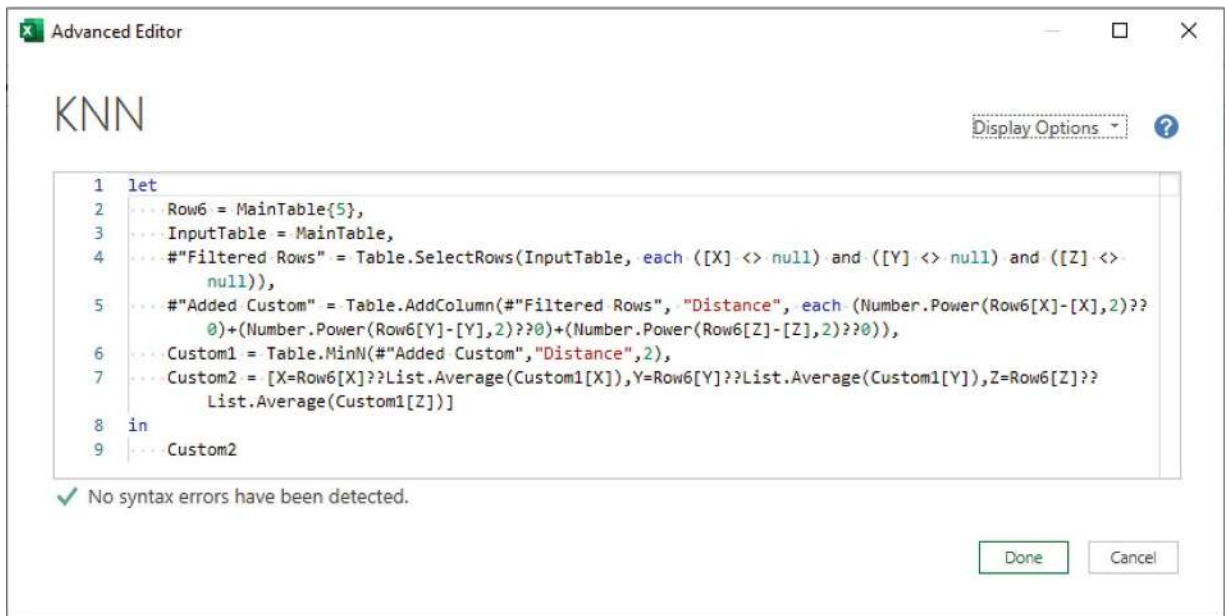 Advanced Editor
KNN
Display Options
?
1 let
2 Row6 = MainTable{5},
3 InputTable = MainTable,
4 #"Filtered Rows" = Table.SelectRows(InputTable, each ([X] <> null) and ([Y] <> null) and ([Z] <>
null)),
5 #"Added Custom" = Table.AddColumn(#"Filtered Rows", "Distance", each (Number.Power(Row6[X]-[X],2)??
0)+(Number.Power(Row6[Y]-[Y],2)??0)+(Number.Power(Row6[Z]-[Z],2)??0)),
6 Custom1 = Table.MinN(#"Added Custom","Distance",2),
7 Custom2 = [X=Row6[X]??List.Average(Custom1[X]),Y=Row6[Y]??List.Average(Custom1[Y]),Z=Row6[Z]??
List.Average(Custom1[Z])]
8 in
9 Custom2
No syntax errors have been detected.
Done Cancel